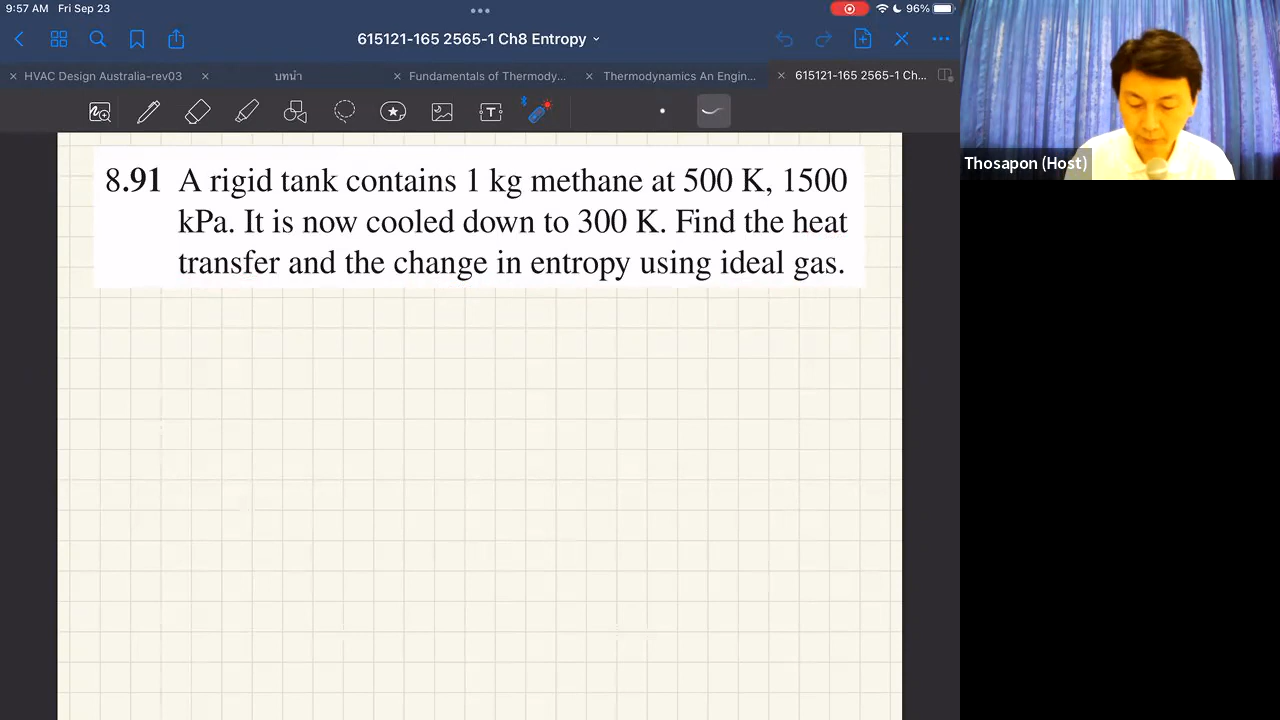 9:57 AM Fri Sep 23
96%
615121-165 2565-1 Ch8 Entropy
HVAC Design Australia-rev03
บทนำ
Fundamentals of Thermody...
Thermodynamics An Engin...
615121-165 2565-1 Ch...
T
8.91 A rigid tank contains 1 kg methane at 500 K, 1500
kPa. It is now cooled down to 300 K. Find the heat
transfer and the change in entropy using ideal gas.
Thosapon (Host)